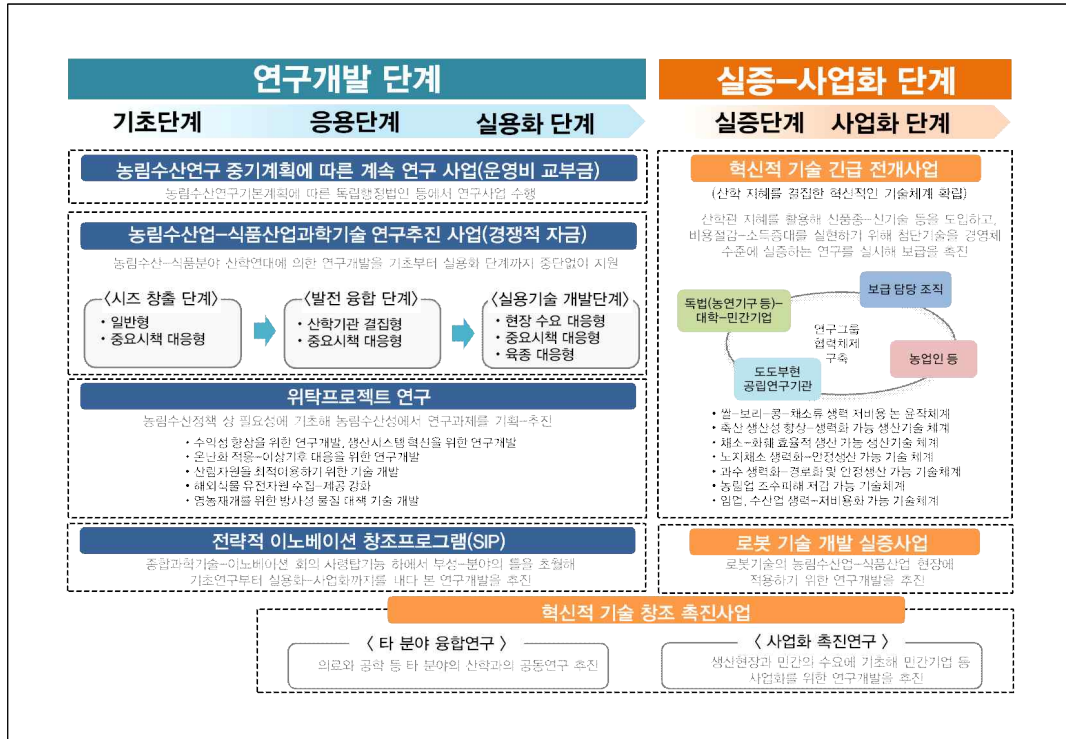 연구개발 단계
기초단계 응용단계 실용화 단계
농림수산연구 중기계획에 따른 계속 연구 사업(운영비 교부금)
농림수산연구기본계획에 따른 독립행정법인 등에서 연구사업 수행
농림수산업-식품산업과학기술 연구추진 사업(경쟁적 자금)
농림수산-식품분야 산학연대에 의한 연구개발을 기초부터 실용화 단계까지 중단없이 지원
〈시즈 창출 단계〉
• 일반형
• 중요시책 대응형
〈발전 융합 단계〉
• 산학기관 결집형
• 중요시책 대응형
〈실용기술 개발단계〉
• 현장 수요 대응형
• 중요시책 대응형
• 육종 대응형
위탁프로젝트 연구
농림수산정책 상 필요성에 기초해 농림수산성에서 연구과제를 기획-추진
• 수익성 향상을 위한 연구개발, 생산시스템 혁신을 위한 연구개발
• 온난화 적응-이상기후 대응을 위한 연구개발
• 산림자원을 최적이용하기 위한 기술 개발
• 해외식물 유전자원 수집-제공 강화
• 영농재개를 위한 방사성 물질 대책 기술 개발
전략적 이노베이션 창조프로그램(SIP)
종합과학기술-이노베이션 회의 사령탑기능 하에서 부성-분야의 틀을 초월해
기초연구부터 실용화-사업화까지를 내다 본 연구개발을 추진
실증-사업화 단계
실증단계 사업화 단계
혁신적 기술 긴급 전개사업
(산학 지혜를 결집한 혁신적인 기술체계 확립)
산학관 지혜를 활용해 신품종-신기술 등을 도입하고,
비용절감-소득증대를 실현하기 위해 첨단기술을 경영체
수준에 실증하는 연구를 실시해 보급을 촉진
보급 담당 조직
독법(농연기구 등)-
대학-민간기업
연구그룹
협력체제
구축
농업인 등
도도부현
공립연구기관
• 쌀-보리-콩-채소류 생력 저비용 논 윤작체계
• 축산 생산성 향상-생력화 가능 생산기술 체계
• 채소-화훼 효율적 생산 가능 생산기술 체계
• 노지채소 생력화-안정생산 가능 기술 체계
• 과수 생력화-경로화 및 안정생산 가능 기술체계
• 농림업 조수피해 저감 가능 기술체계
• 임업, 수산업 생력-저비용화 가능 기술체계
로봇 기술 개발 실증사업
로봇기술의 농림수산업-식품산업 현장에
적용하기 위한 연구개발을 추진
혁신적 기술 창조 촉진사업
〈 타 분야 융합연구 〉
의료와 공학 등 타 분야의 산학과의 공동연구 추진
〈 사업화 촉진연구 〉
생산현장과 민간의 수요에 기초해 민간기업 등
사업화를 위한 연구개발을 추진